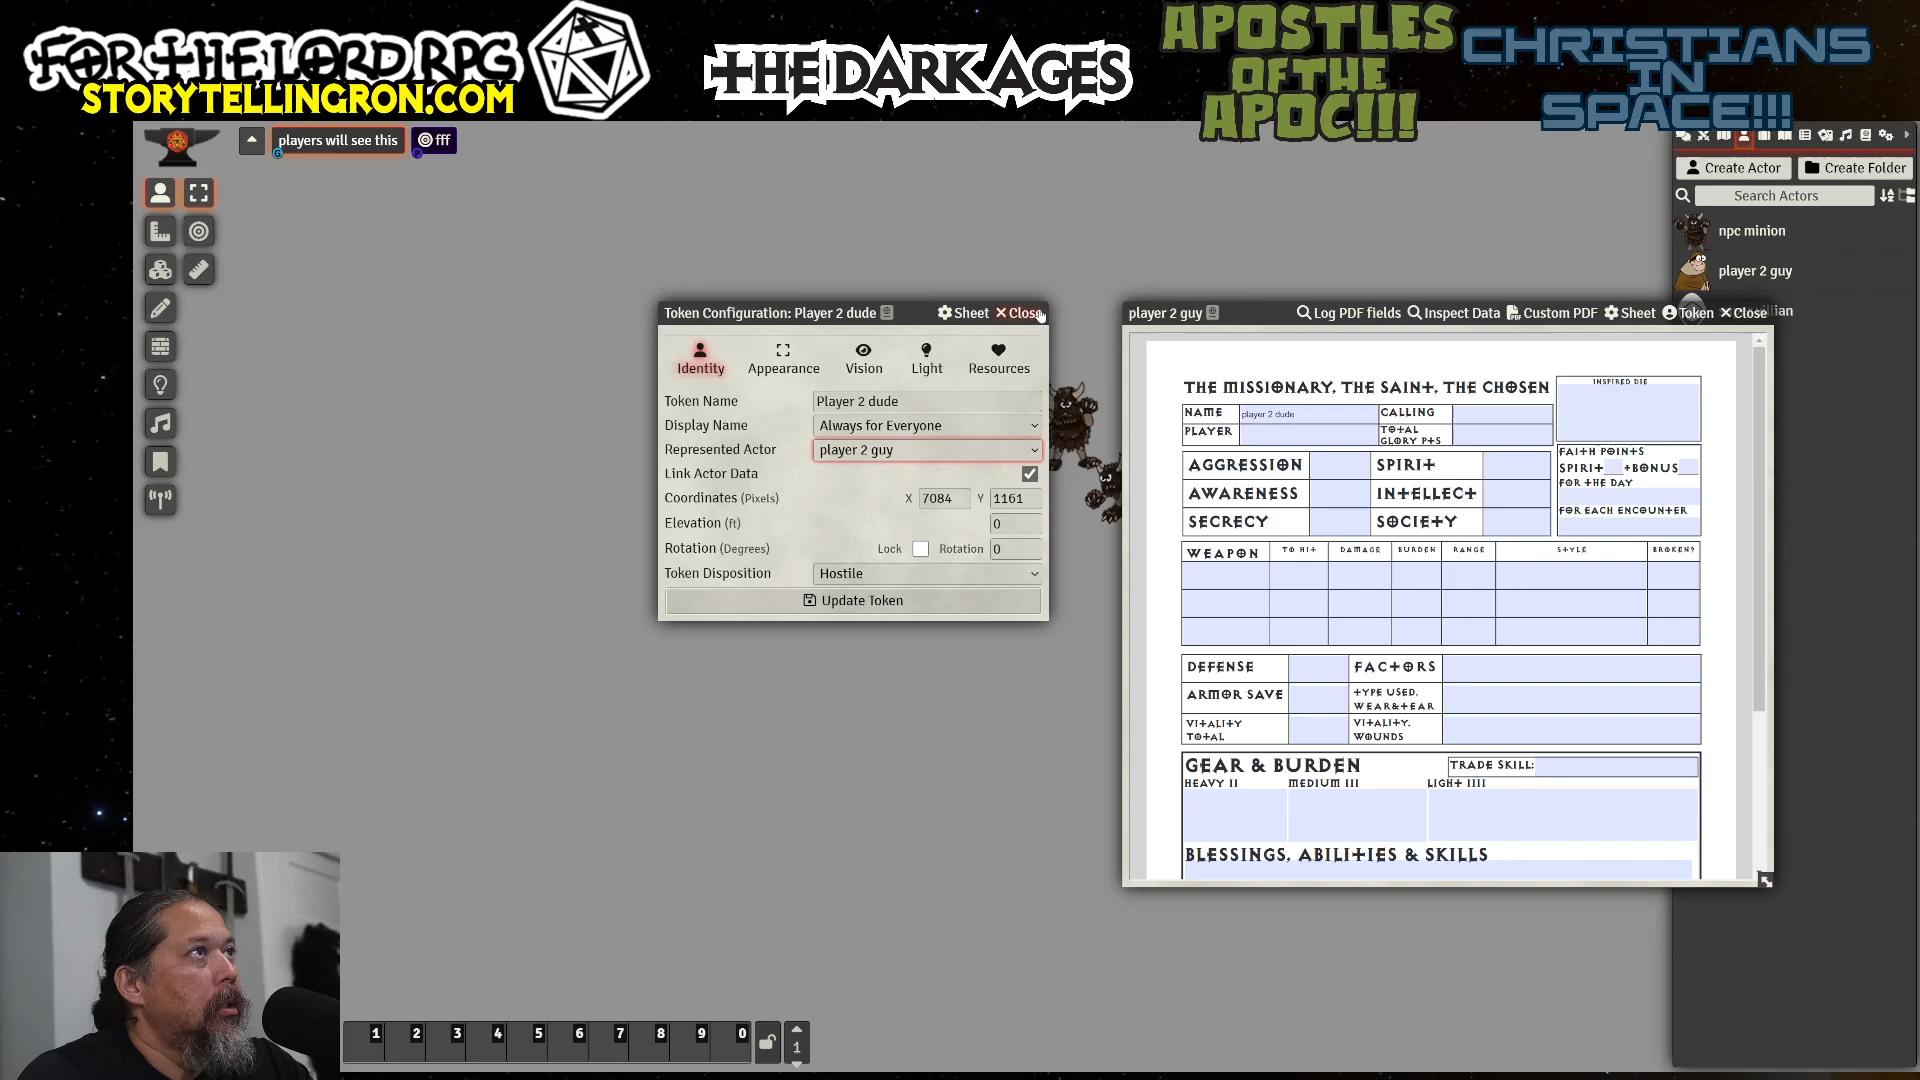 FOR THE LORD RPG
STORYTELLINGRON.COM
THE DARK AGES
APOSTLES
OF THE
APOC!!!
CHRISTIANS
IN
SPACE!!!
players will see this
fff
G
P
Create Actor
Create Folder
Search Actors
npc minion
player 2 guy
Token Configuration: Player 2 dude
Sheet
Close
Identity
Appearance
Vision
Light
Resources
Token Name
Player 2 dude
Display Name
Always for Everyone
Represented Actor
player 2 guy
Link Actor Data
Coordinates (Pixels)
X 7084 Y 1161
Elevation (ft)
0
Rotation (Degrees)
Lock
Rotation 0
Token Disposition
Hostile
Update Token
player 2 guy
Log PDF fields
Inspect Data
Custom PDF
Sheet
Token
Close
THE MISSIONARY, THE SAINT, THE CHOSEN
INSPIRED DIE
NAME
player 2 dude
CALLING
PLAYER
TOTAL
GLORY PTS
AGGRESSION
SPIRIT
AWARENESS
INTELLECT
SECRECY
SOCIETY
FAITH POINTS
SPIRIT +BONUS
FOR THE DAY
FOR EACH ENCOUNTER
WEAPON
TO HIT
DAMAGE
BURDEN
RANGE
STYLE
BROKEN?
DEFENSE
FACTORS
ARMOR SAVE
TYPE USED,
WEAR&TEAR
VITALITY
TOTAL
VITALITY,
WOUNDS
GEAR & BURDEN
TRADE SKILL:
HEAVY II
MEDIUM III
LIGHT IIII
BLESSINGS, ABILITIES & SKILLS
1 2 3 4 5 6 7 8 9 0
1